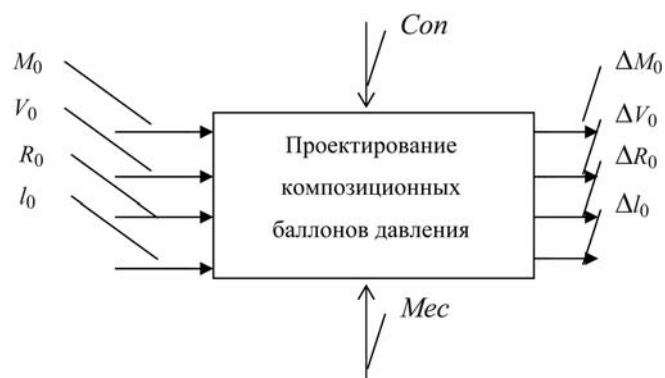 Con
M₀
V₀
R₀
l₀
Проектирование
композиционных
баллонов давления
ΔM₀
ΔV₀
ΔR₀
Δl₀
Mec